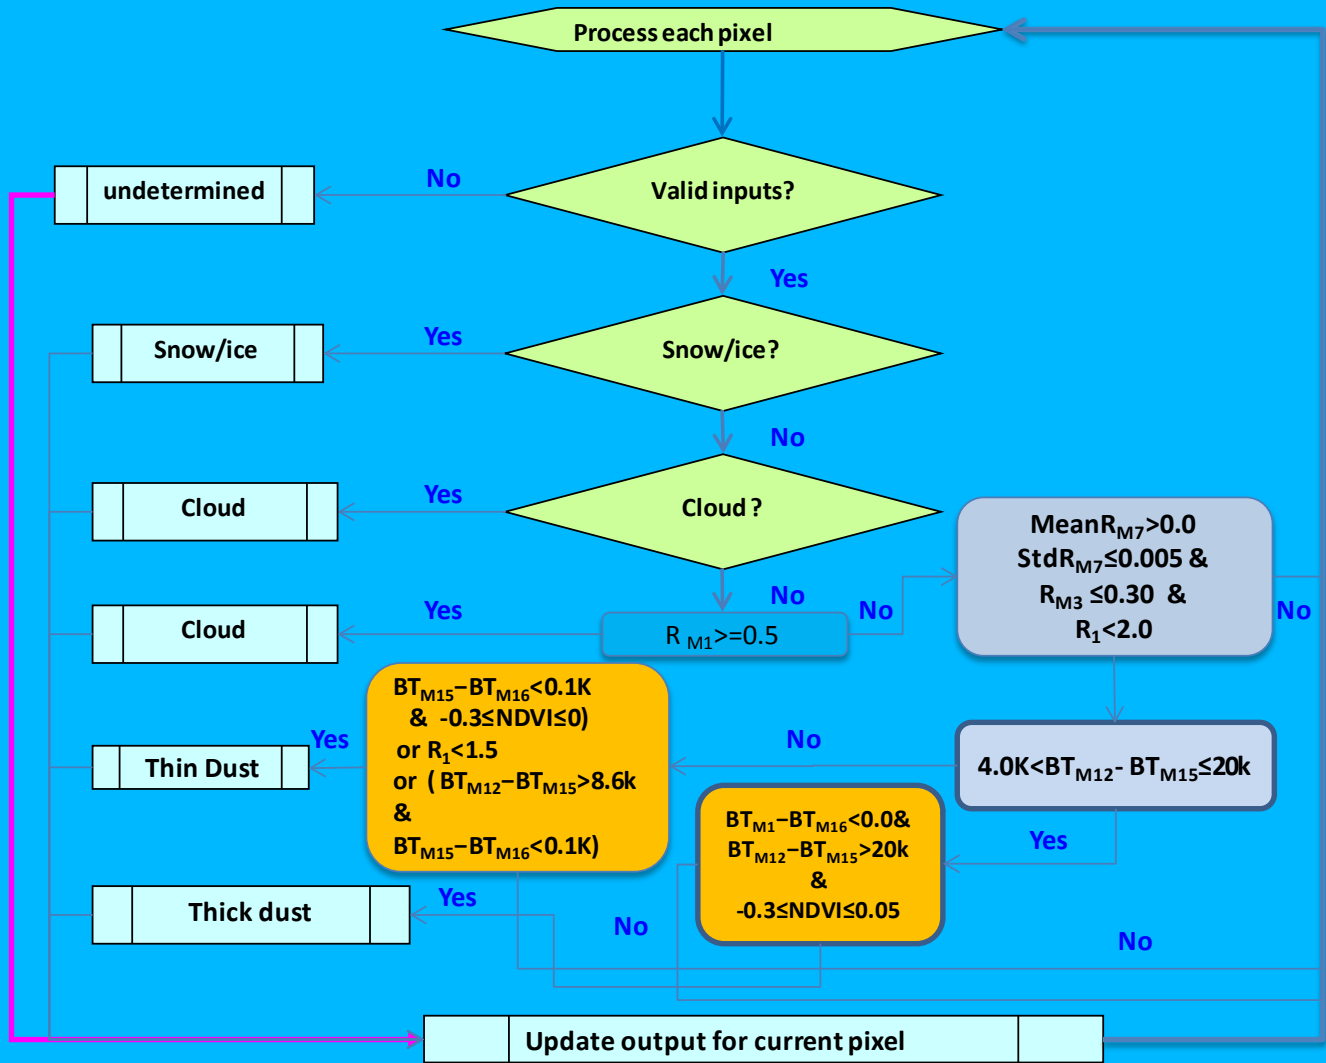 Process each pixel
Valid inputs?
No
undetermined
Yes
Snow/ice?
Yes
Snow/ice
No
Cloud ?
Yes
Cloud
No
R M1>=0.5
Yes
Cloud
No
MeanRM7>0.0
StdRM7≤0.005 &
RM3 ≤0.30 &
R1<2.0
No
4.0K<BTM12- BTM15≤20k
No
BTM15−BTM16<0.1K
& -0.3≤NDVI≤0)
or R1<1.5
or ( BTM12−BTM15>8.6k
&
BTM15−BTM16<0.1K)
Yes
Thin Dust
Yes
BTM1−BTM16<0.0&
BTM12−BTM15>20k
&
-0.3≤NDVI≤0.05
Yes
Thick dust
No
No
Update output for current pixel